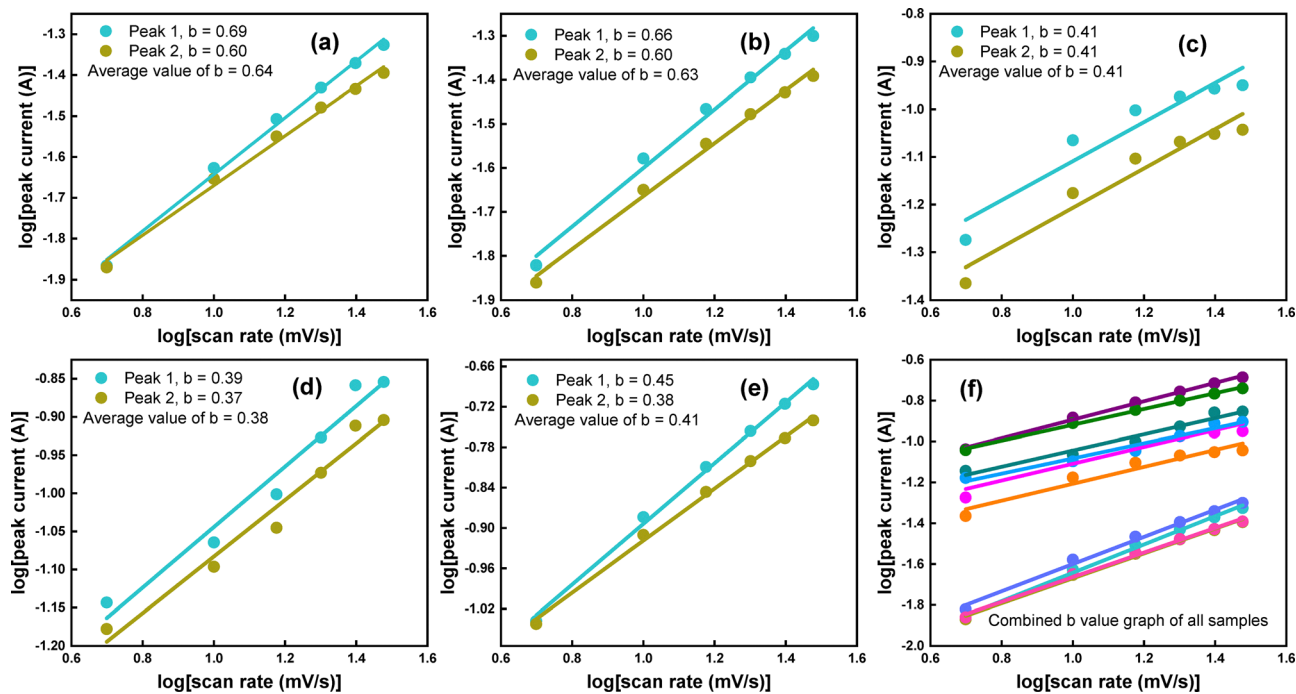 Peak 1, b = 0.69
Peak 2, b = 0.60
Average value of b = 0.64
(a)
log[peak current (A)]
-1.3
-1.4
-1.5
-1.6
-1.7
-1.8
-1.9
0.6 0.8 1.0 1.2 1.4 1.6
log[scan rate (mV/s)]
Peak 1, b = 0.66
Peak 2, b = 0.60
Average value of b = 0.63
(b)
log[peak current (A)]
-1.3
-1.4
-1.5
-1.6
-1.7
-1.8
-1.9
0.6 0.8 1.0 1.2 1.4 1.6
log[scan rate (mV/s)]
Peak 1, b = 0.41
Peak 2, b = 0.41
Average value of b = 0.41
(c)
log[peak current (A)]
-0.8
-0.9
-1.0
-1.1
-1.2
-1.3
-1.4
0.6 0.8 1.0 1.2 1.4 1.6
log[scan rate (mV/s)]
Peak 1, b = 0.39
Peak 2, b = 0.37
Average value of b = 0.38
(d)
log[peak current (A)]
-0.85
-0.90
-0.95
-1.00
-1.05
-1.10
-1.15
-1.20
0.6 0.8 1.0 1.2 1.4 1.6
log[scan rate (mV/s)]
Peak 1, b = 0.45
Peak 2, b = 0.38
Average value of b = 0.41
(e)
log[peak current (A)]
-0.66
-0.72
-0.78
-0.84
-0.90
-0.96
-1.02
0.6 0.8 1.0 1.2 1.4 1.6
log[scan rate (mV/s)]
(f)
log[peak current (A)]
-0.6
-0.8
-1.0
-1.2
-1.4
-1.6
-1.8
-2.0
Combined b value graph of all samples
0.6 0.8 1.0 1.2 1.4 1.6
log[scan rate (mV/s)]